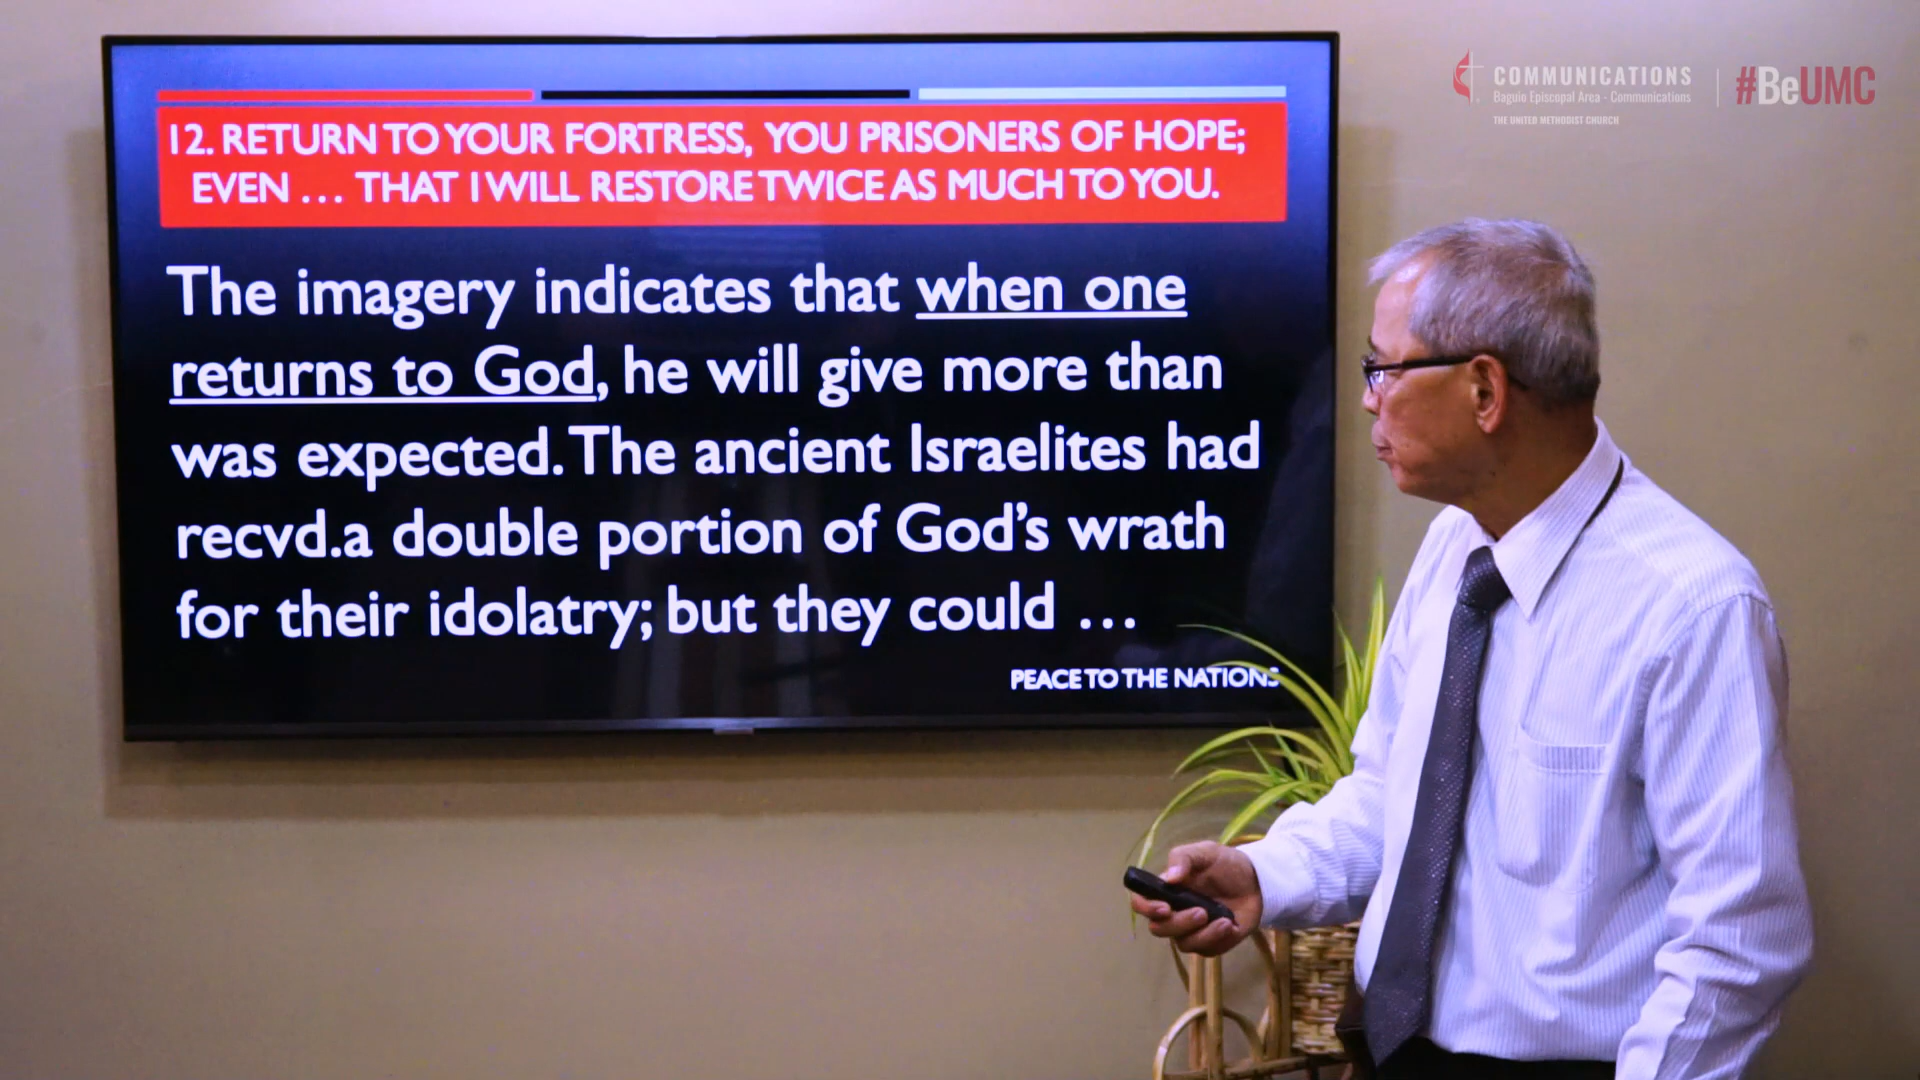 12. RETURN TO YOUR FORTRESS, YOU PRISONERS OF HOPE;
EVEN ... THAT I WILL RESTORE TWICE AS MUCH TO YOU.
The imagery indicates that when one
returns to God, he will give more than
was expected. The ancient Israelites had
recvd.a double portion of God's wrath
for their idolatry; but they could ...
PEACE TO THE NATIONS
COMMUNICATIONS
Baguio Episcopal Area - Communications
THE UNITED METHODIST CHURCH
#BeUMC